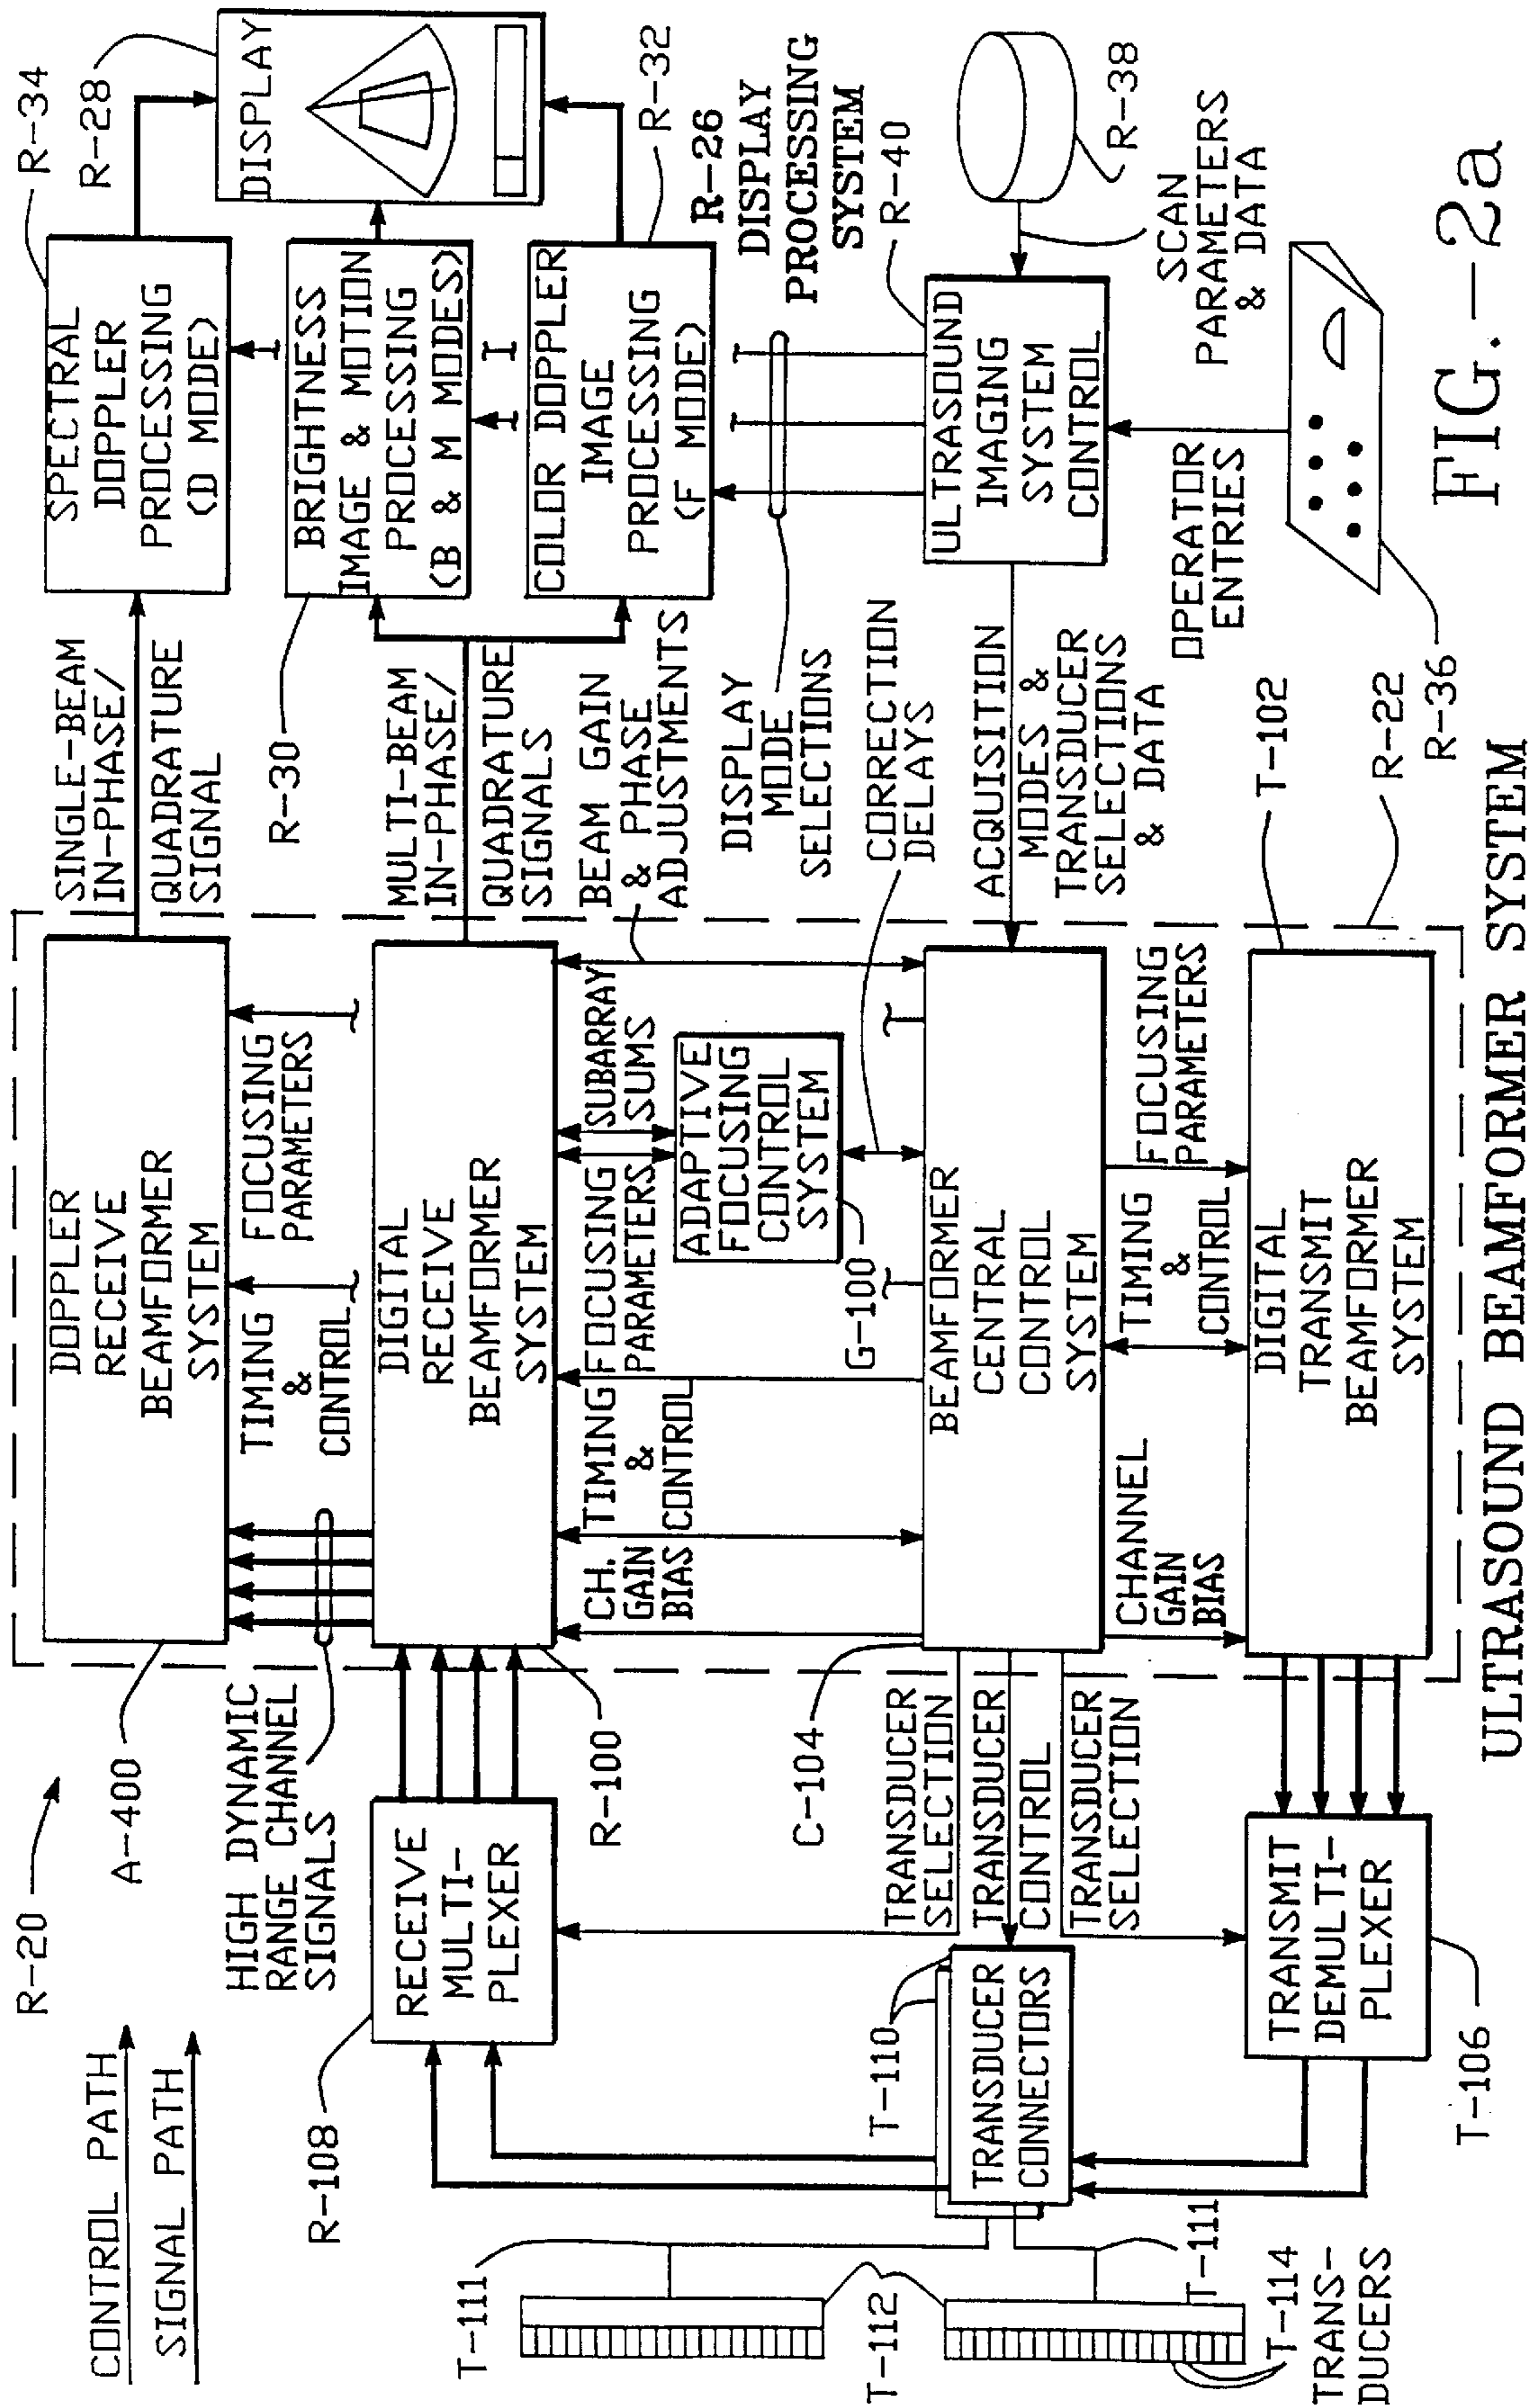 CONTROL PATH
SIGNAL PATH
R-20
A-400
HIGH DYNAMIC
RANGE CHANNEL
SIGNALS
DOPPLER
RECEIVE
BEAMFORMER
SYSTEM
SINGLE-BEAM
IN-PHASE/
QUADRATURE
SIGNAL
SPECTRAL
DOPPLER
PROCESSING
(D MODE)
R-34
R-28
DISPLAY
TIMING
&
CONTROL
FOCUSING
PARAMETERS
R-108
RECEIVE
MULTI-
PLEXER
R-100
DIGITAL
RECEIVE
BEAMFORMER
SYSTEM
R-30
MULTI-BEAM
IN-PHASE/
QUADRATURE
SIGNALS
BRIGHTNESS
IMAGE & MOTION
PROCESSING
(B & M MODES)
COLOR DOPPLER
IMAGE
PROCESSING
(F MODE)
R-32
R-26
DISPLAY
PROCESSING
SYSTEM
CH.
GAIN
BIAS
TIMING
&
CONTROL
FOCUSING
PARAMETERS
SUBARRAY
SUMS
BEAM GAIN
& PHASE
ADJUSTMENTS
ADAPTIVE
FOCUSING
CONTROL
SYSTEM
G-100
DISPLAY
MODE
SELECTIONS
CORRECTION
DELAYS
C-104
TRANSDUCER
SELECTION
TRANSDUCER
CONTROL
TRANSDUCER
SELECTION
BEAMFORMER
CENTRAL
CONTROL
SYSTEM
ACQUISITION
MODES &
TRANSDUCER
SELECTIONS
& DATA
ULTRASOUND
IMAGING
SYSTEM
CONTROL
R-40
R-38
SCAN
PARAMETERS
& DATA
OPERATOR
ENTRIES
R-36
T-111
T-112
T-110
TRANSDUCER
CONNECTORS
T-111
T-114
TRANS-
DUCERS
CHANNEL
GAIN
BIAS
TIMING
&
CONTROL
FOCUSING
PARAMETERS
T-102
R-22
TRANSMIT
DEMULTI-
PLEXER
T-106
DIGITAL
TRANSMIT
BEAMFORMER
SYSTEM
ULTRASOUND BEAMFORMER SYSTEM
FIG.-2a